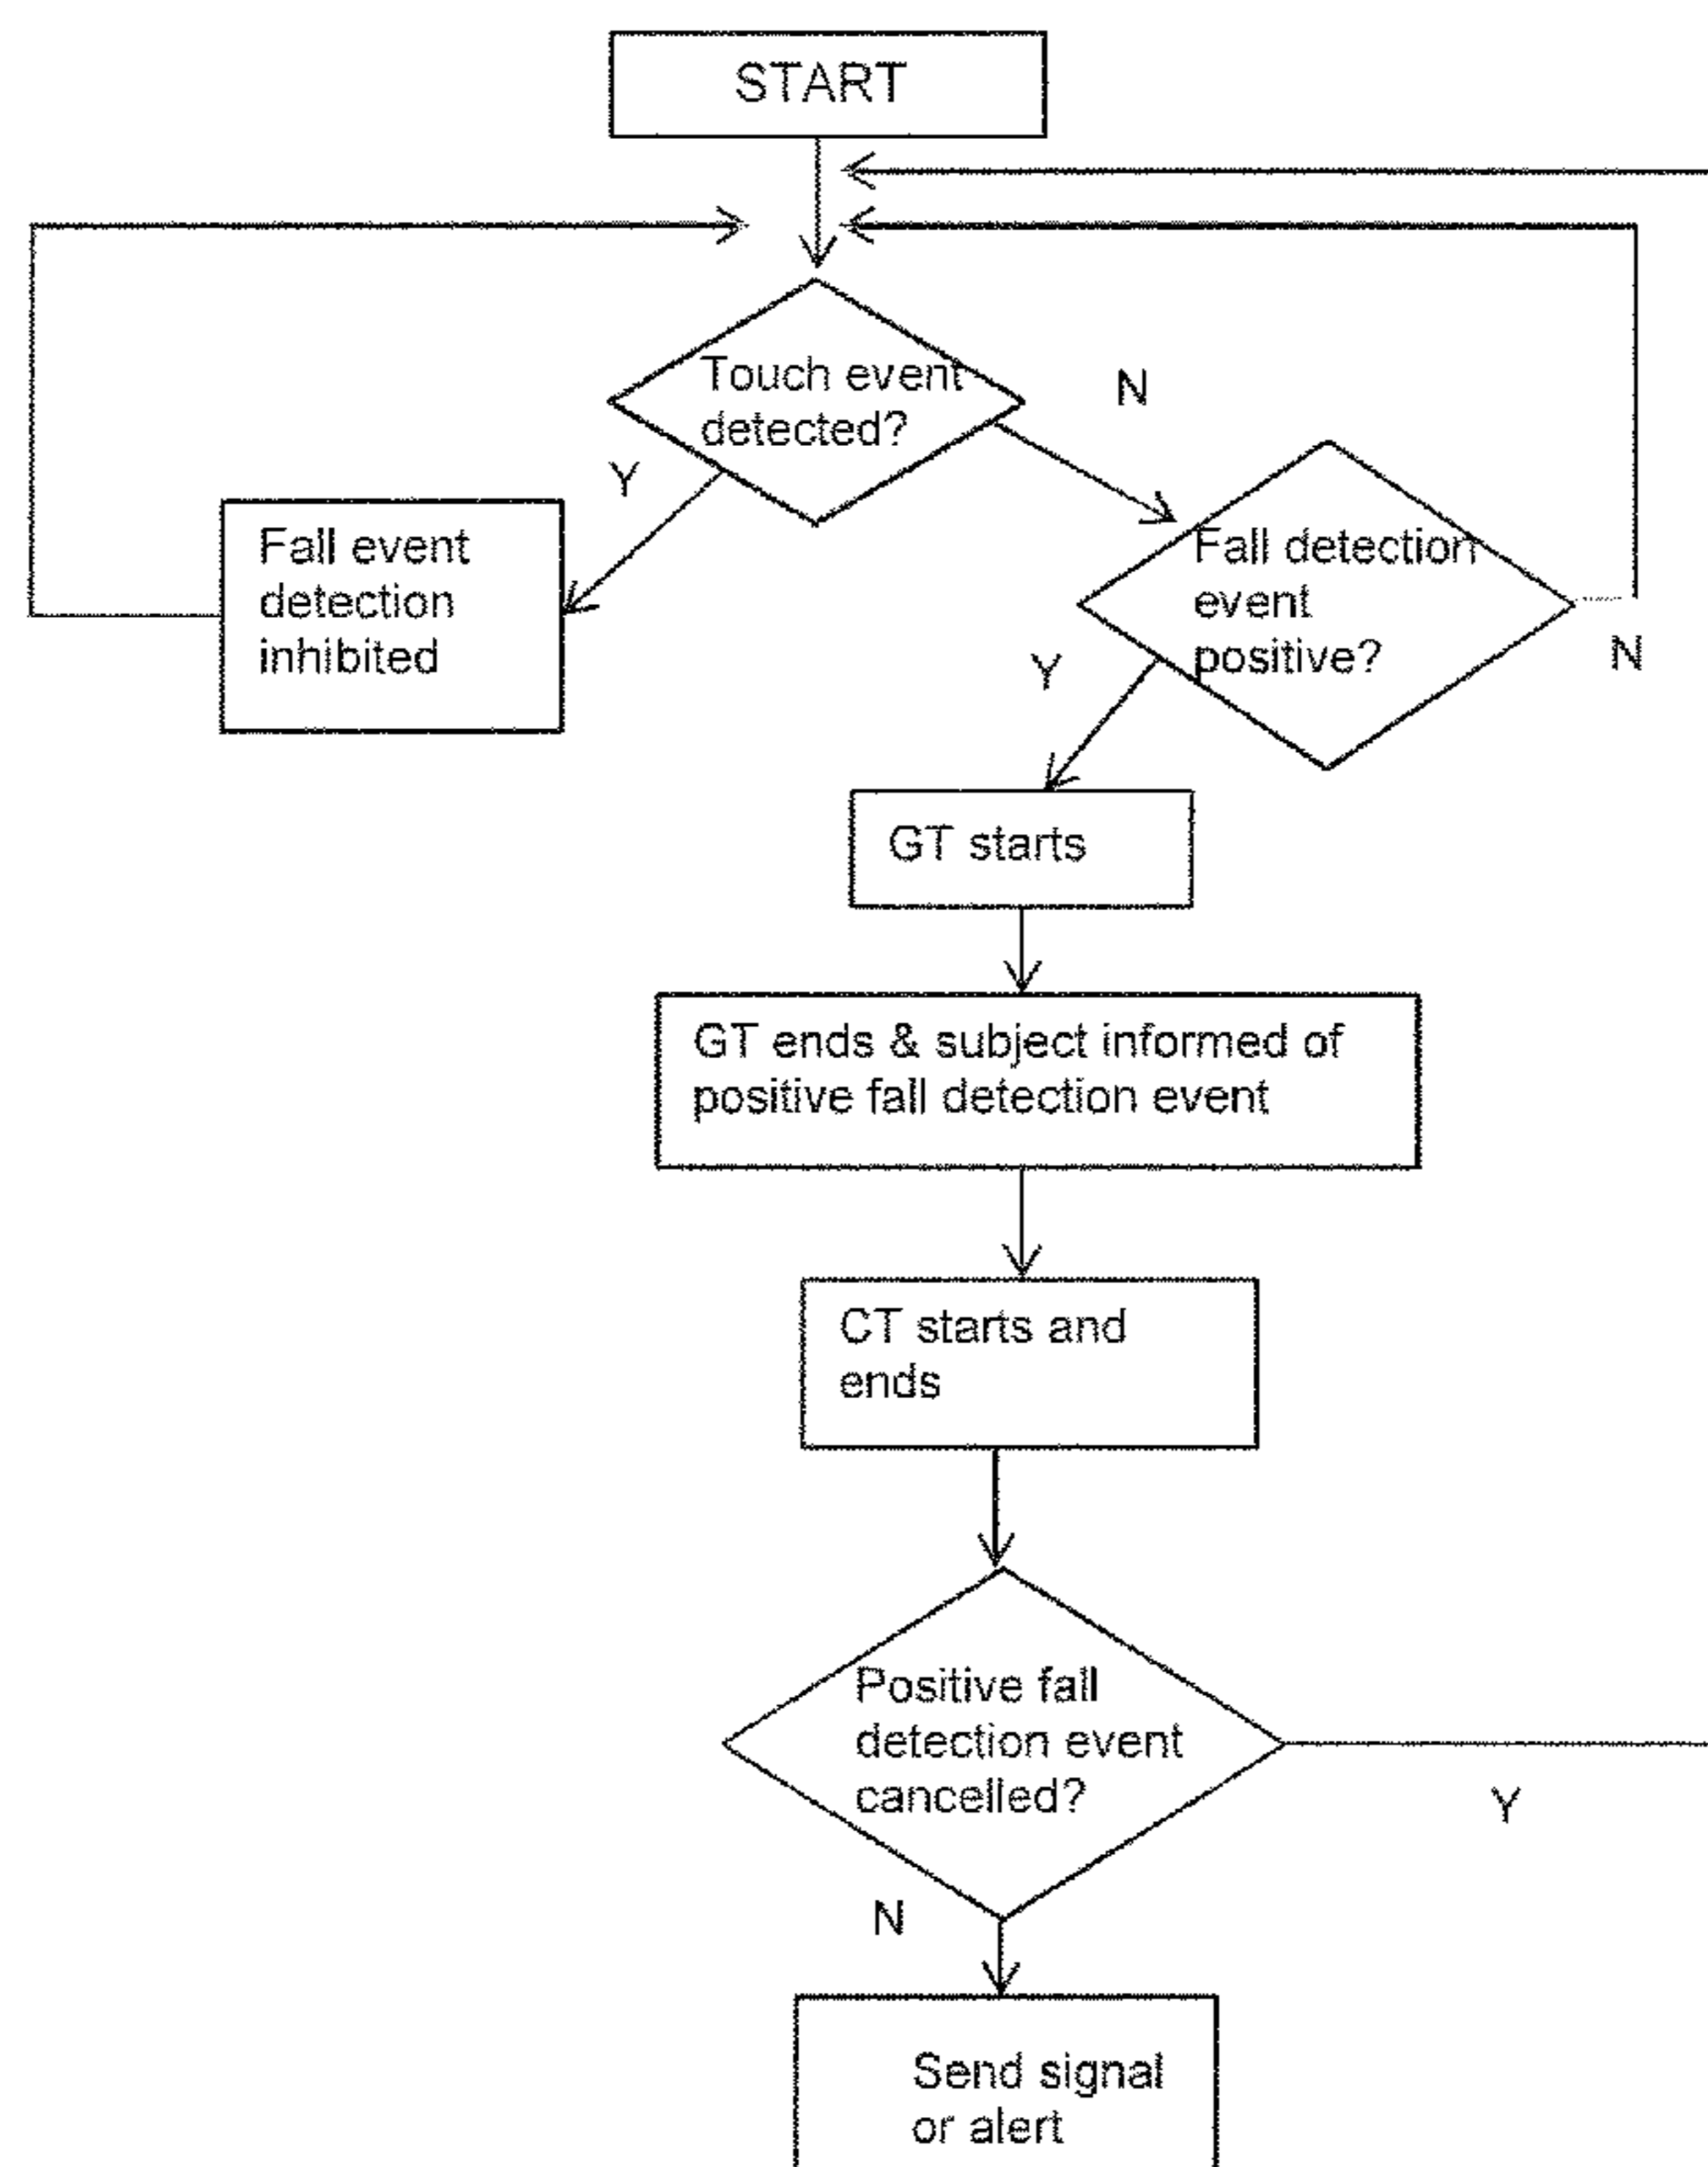 START
Touch event
detected?
N
Y
Fall event
detection
inhibited
Fall detection
event
positive?
N
Y
GT starts
GT ends & subject informed of
positive fall detection event
CT starts and
ends
Positive fall
detection event
cancelled?
Y
N
Send signal
or alert